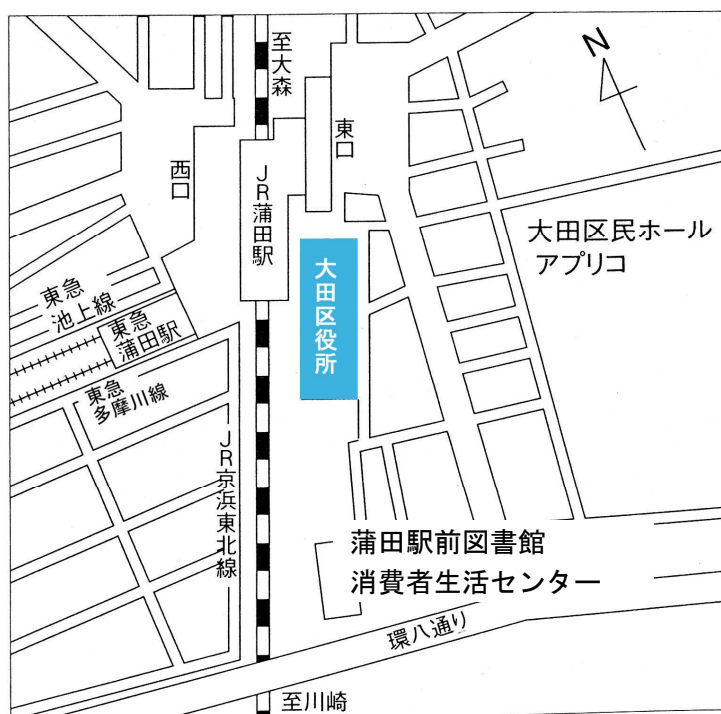 至大森
N
東口
西口
JR蒲田駅
大田区民ホール
アプリコ
大田区役所
東急
池上線
東急
蒲田駅
東急
多摩川線
JR京浜東北線
蒲田駅前図書館
消費者生活センター
環八通り
至川崎